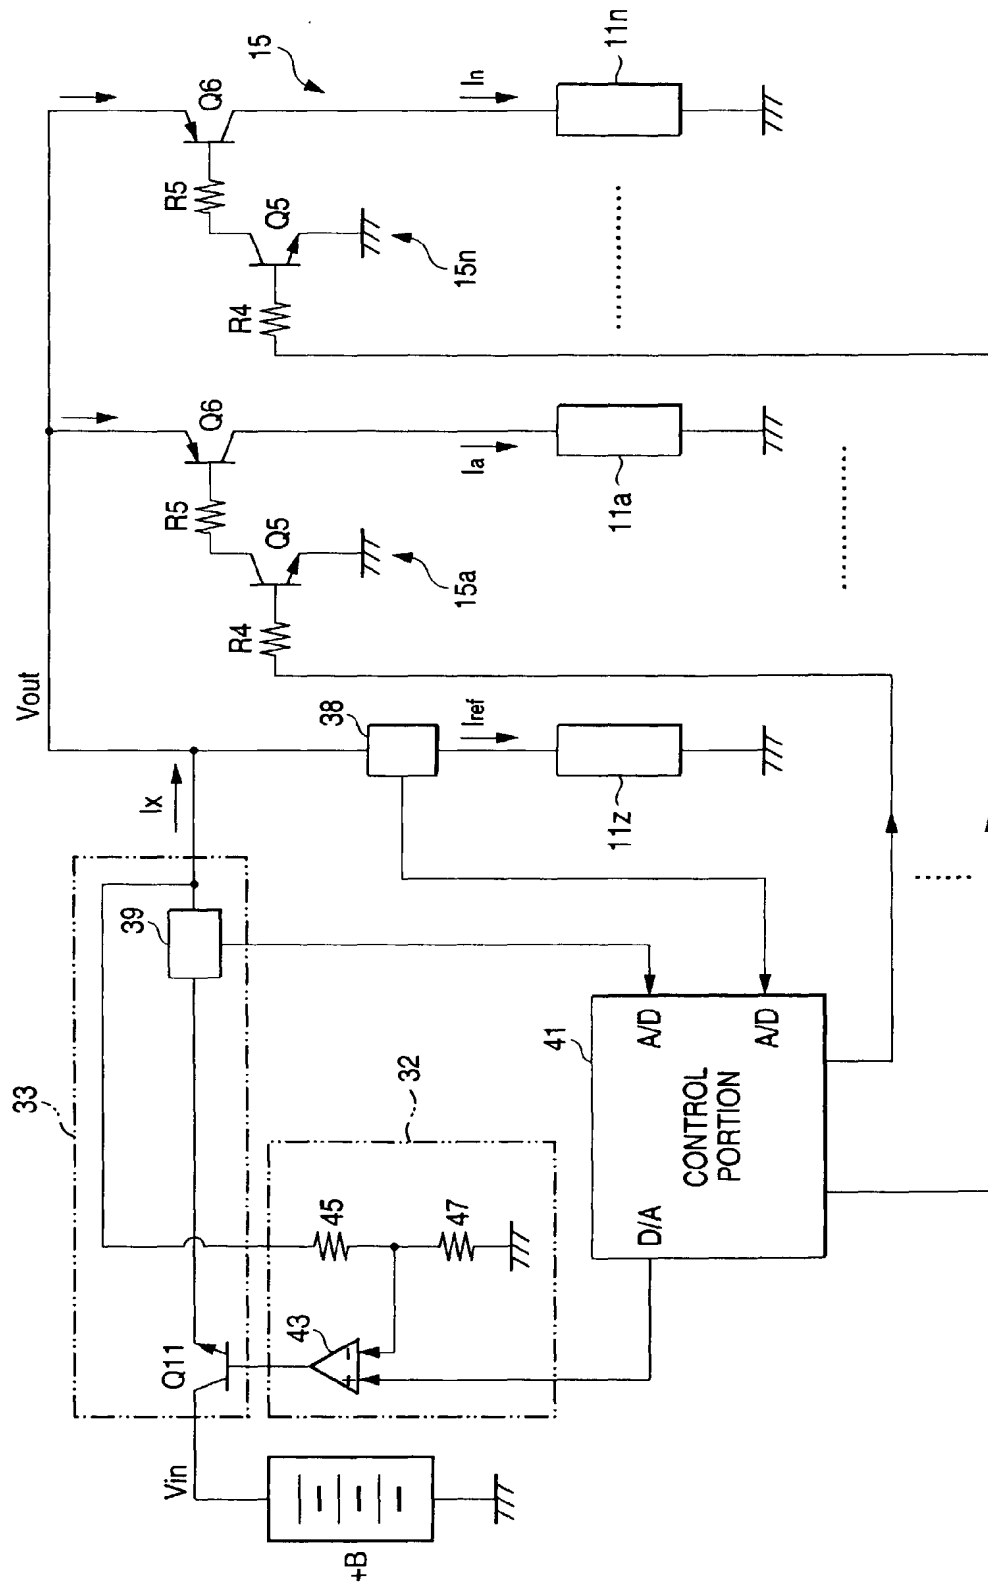 +B
Vin
Q11
33
39
Ix
Vout
43
45
47
32
+
−
41
D/A
A/D
A/D
CONTROL
PORTION
38
Iref
11z
R4
R5
Q5
Q6
15a
Ia
11a
R4
R5
Q5
Q6
15n
15
In
11n